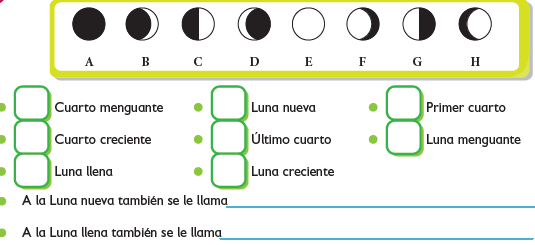 A B C D E F G H
Cuarto menguante Luna nueva Primer cuarto
Cuarto creciente Último cuarto Luna menguante
Luna llena Luna creciente
A la Luna nueva también se le llama
A la Luna llena también se le llama